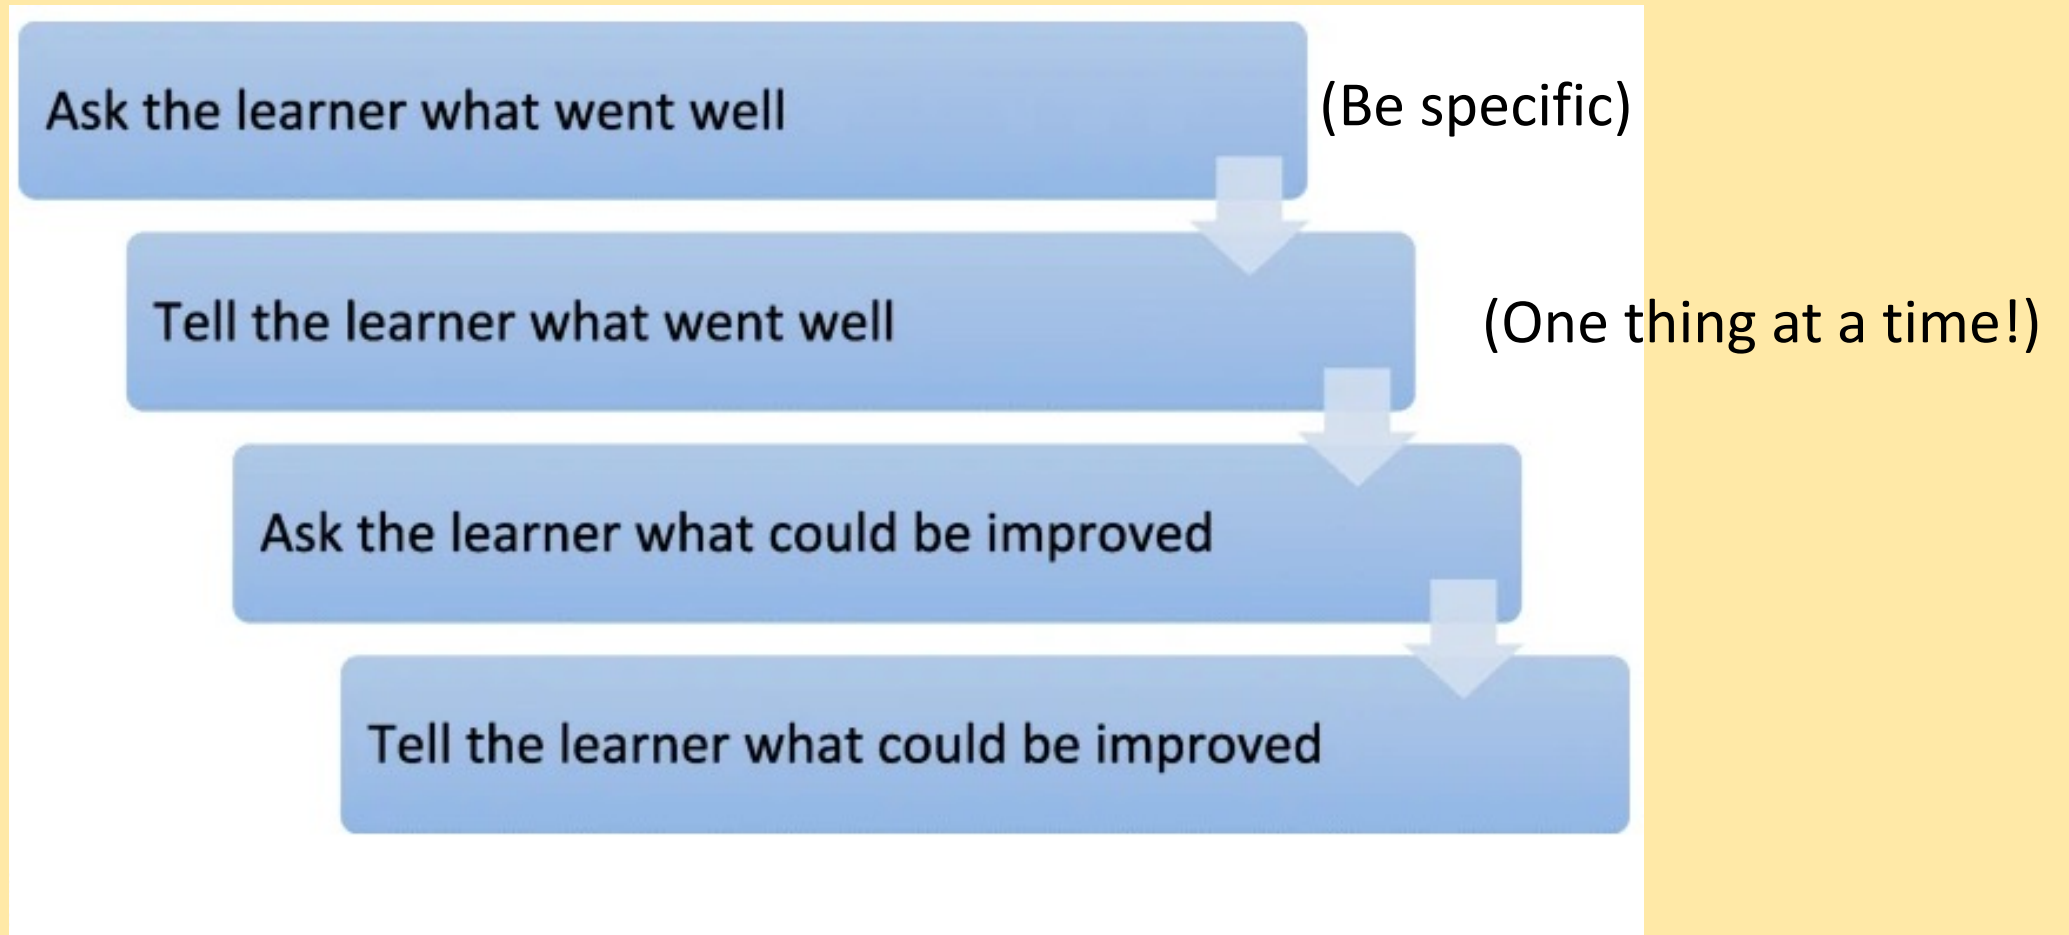 Ask the learner what went well
(Be specific)
Tell the learner what went well
(One thing at a time!)
Ask the learner what could be improved
Tell the learner what could be improved